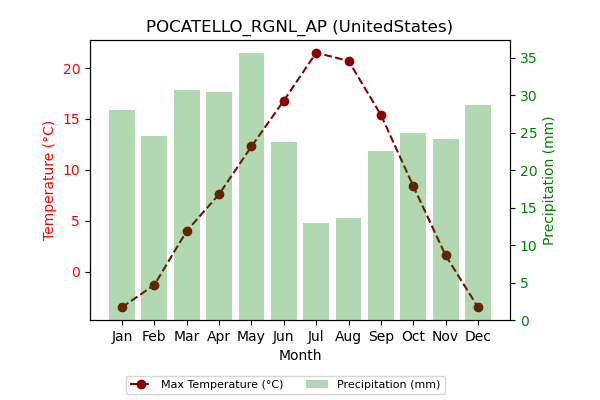 POCATELLO_RGNL_AP (UnitedStates)
Temperature (°C)
20
15
10
5
0
35
30
25
20
15
10
5
0
Precipitation (mm)
Jan Feb Mar Apr May Jun Jul Aug Sep Oct Nov Dec
Month
Max Temperature (°C) Precipitation (mm)